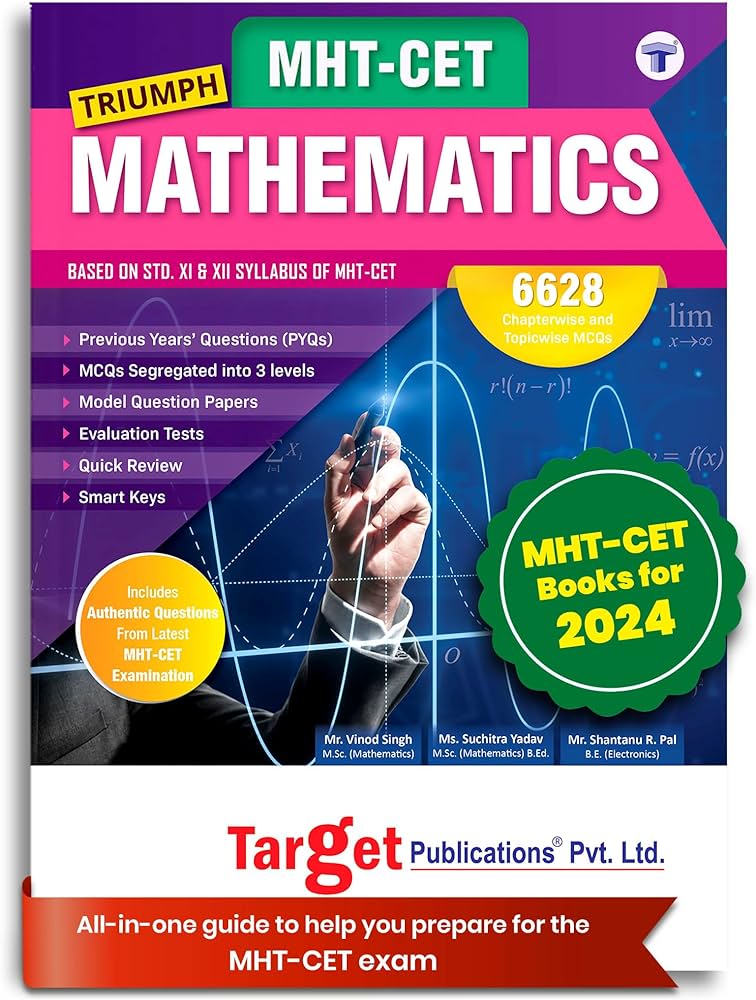 MHT-CET
TRIUMPH
MATHEMATICS
BASED ON STD. XI & XII SYLLABUS OF MHT-CET
6628
Chapterwise and
Topicwise MCQs
Previous Years' Questions (PYQs)
MCQs Segregated into 3 levels
Model Question Papers
Evaluation Tests
Quick Review
Smart Keys
lim
x→∞
r!(n−r)!
= f(x)
MHT-CET
Books for
2024
Includes
Authentic Questions
From Latest
MHT-CET
Examination
O
Mr. Vinod Singh
M.Sc. (Mathematics)
Ms. Suchitra Yadav
M.Sc. (Mathematics) B.Ed.
Mr. Shantanu R. Pal
B.E. (Electronics)
Target Publications® Pvt. Ltd.
All-in-one guide to help you prepare for the
MHT-CET exam